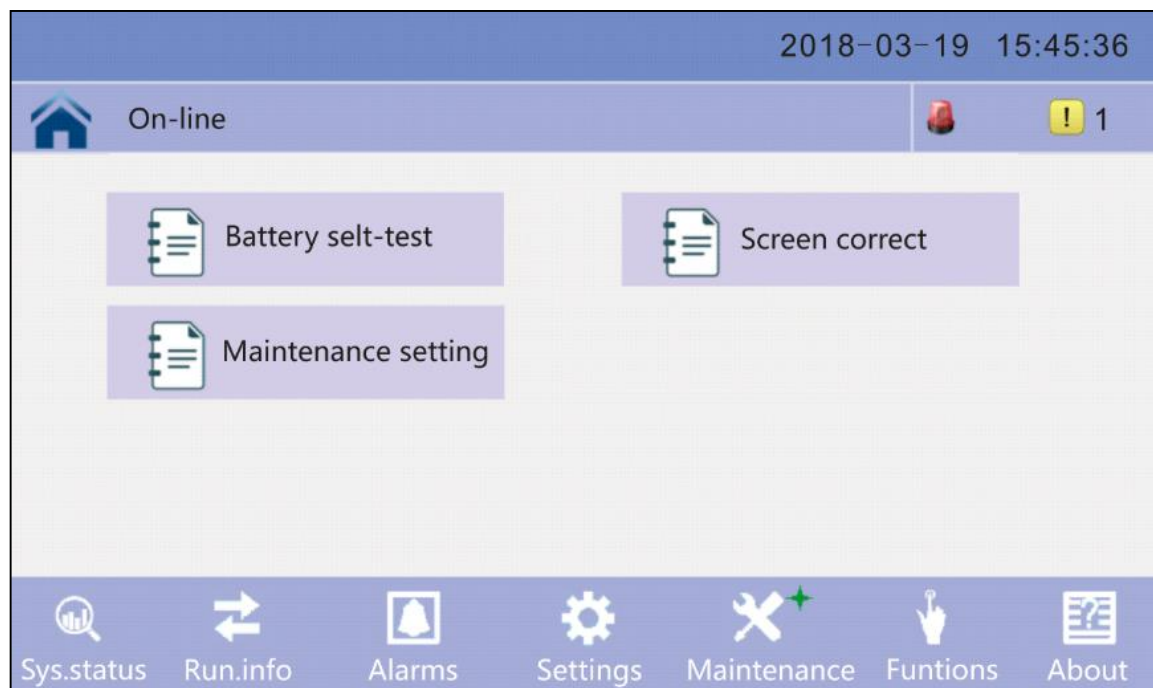 2018-03-19 15:45:36
On-line ! 1
Battery selt-test Screen correct
Maintenance setting
Sys.status Run.info Alarms Settings Maintenance Funtions About